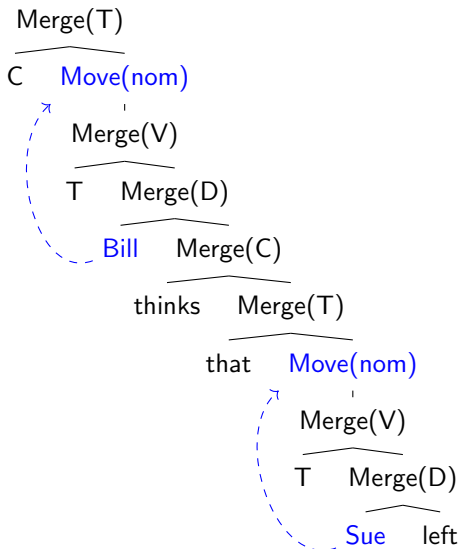 Merge(T)
C Move(nom)
Merge(V)
T Merge(D)
Bill Merge(C)
thinks Merge(T)
that Move(nom)
Merge(V)
T Merge(D)
Sue left